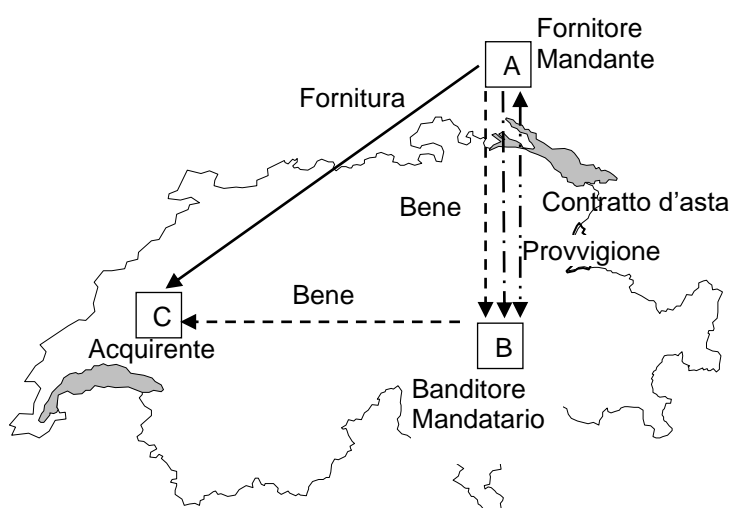 Fornitore
Mandante
A
Fornitura
Contratto d'asta
Bene
Provvigione
Bene
C
Acquirente
B
Banditore
Mandatario